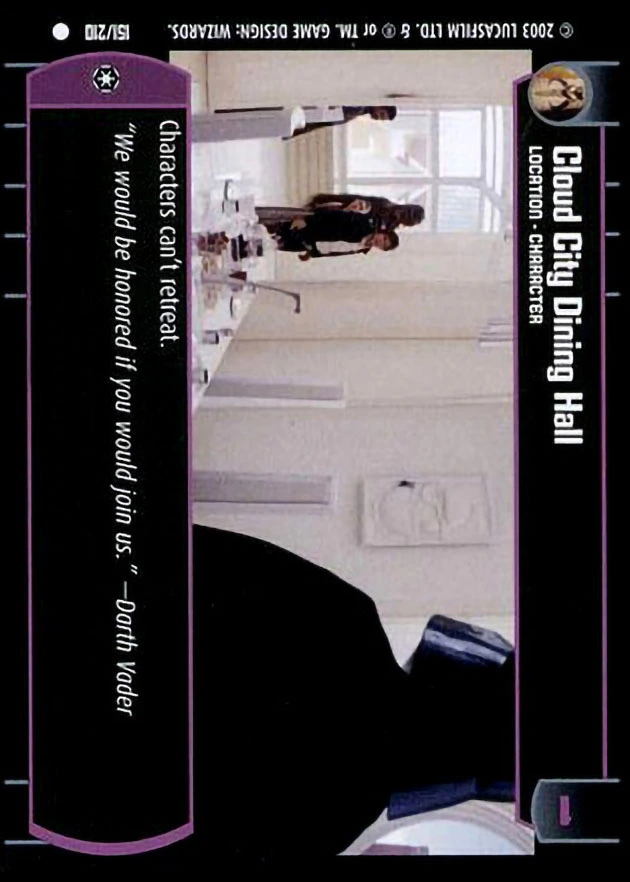 Cloud City Dining Hall
LOCATION - CHARACTER
1
Characters can't retreat.
"We would be honored if you would join us." —Darth Vader
© 2003 LUCASFILM LTD. & ® or TM. GAME DESIGN: WIZARDS.
151/210